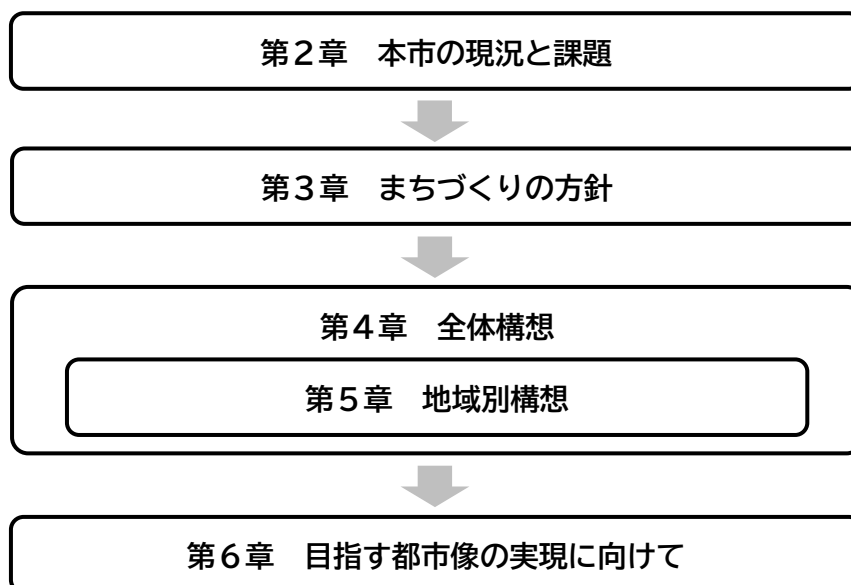 第２章　本市の現況と課題
第３章　まちづくりの方針
第４章　全体構想
第５章　地域別構想
第６章　目指す都市像の実現に向けて